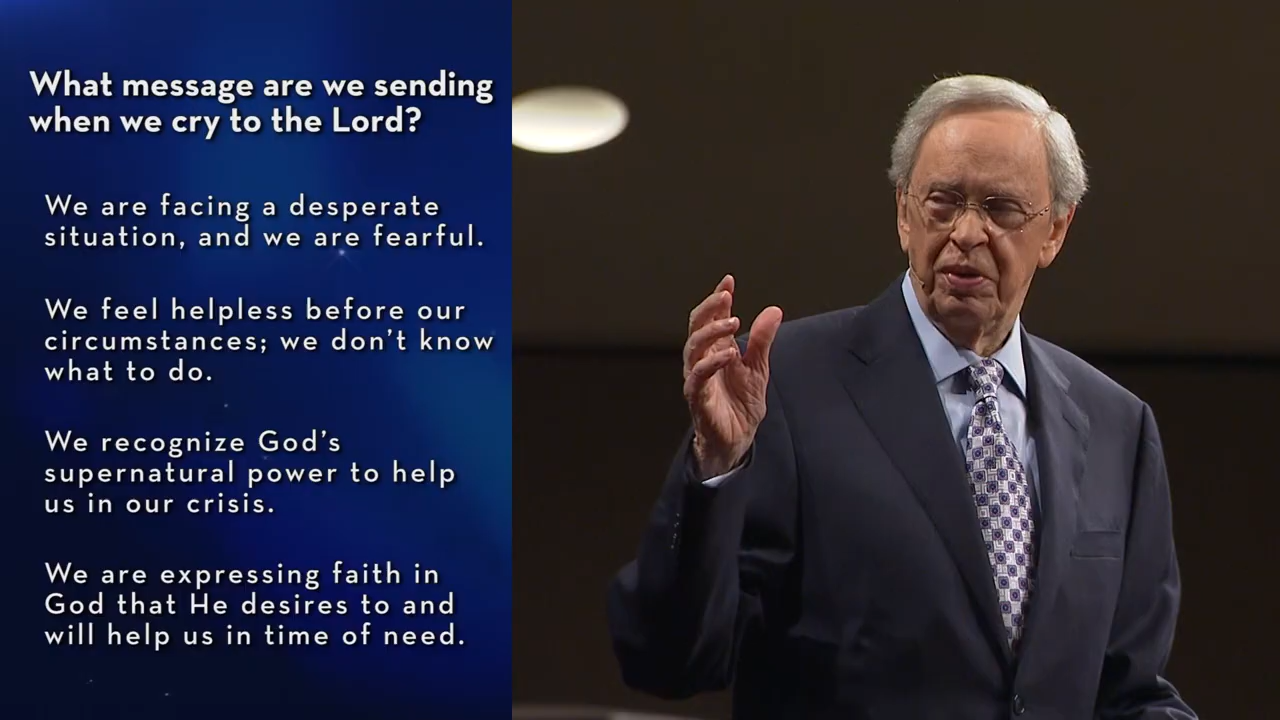 What message are we sending
when we cry to the Lord?
We are facing a desperate
situation, and we are fearful.
We feel helpless before our
circumstances; we don't know
what to do.
We recognize God's
supernatural power to help
us in our crisis.
We are expressing faith in
God that He desires to and
will help us in time of need.